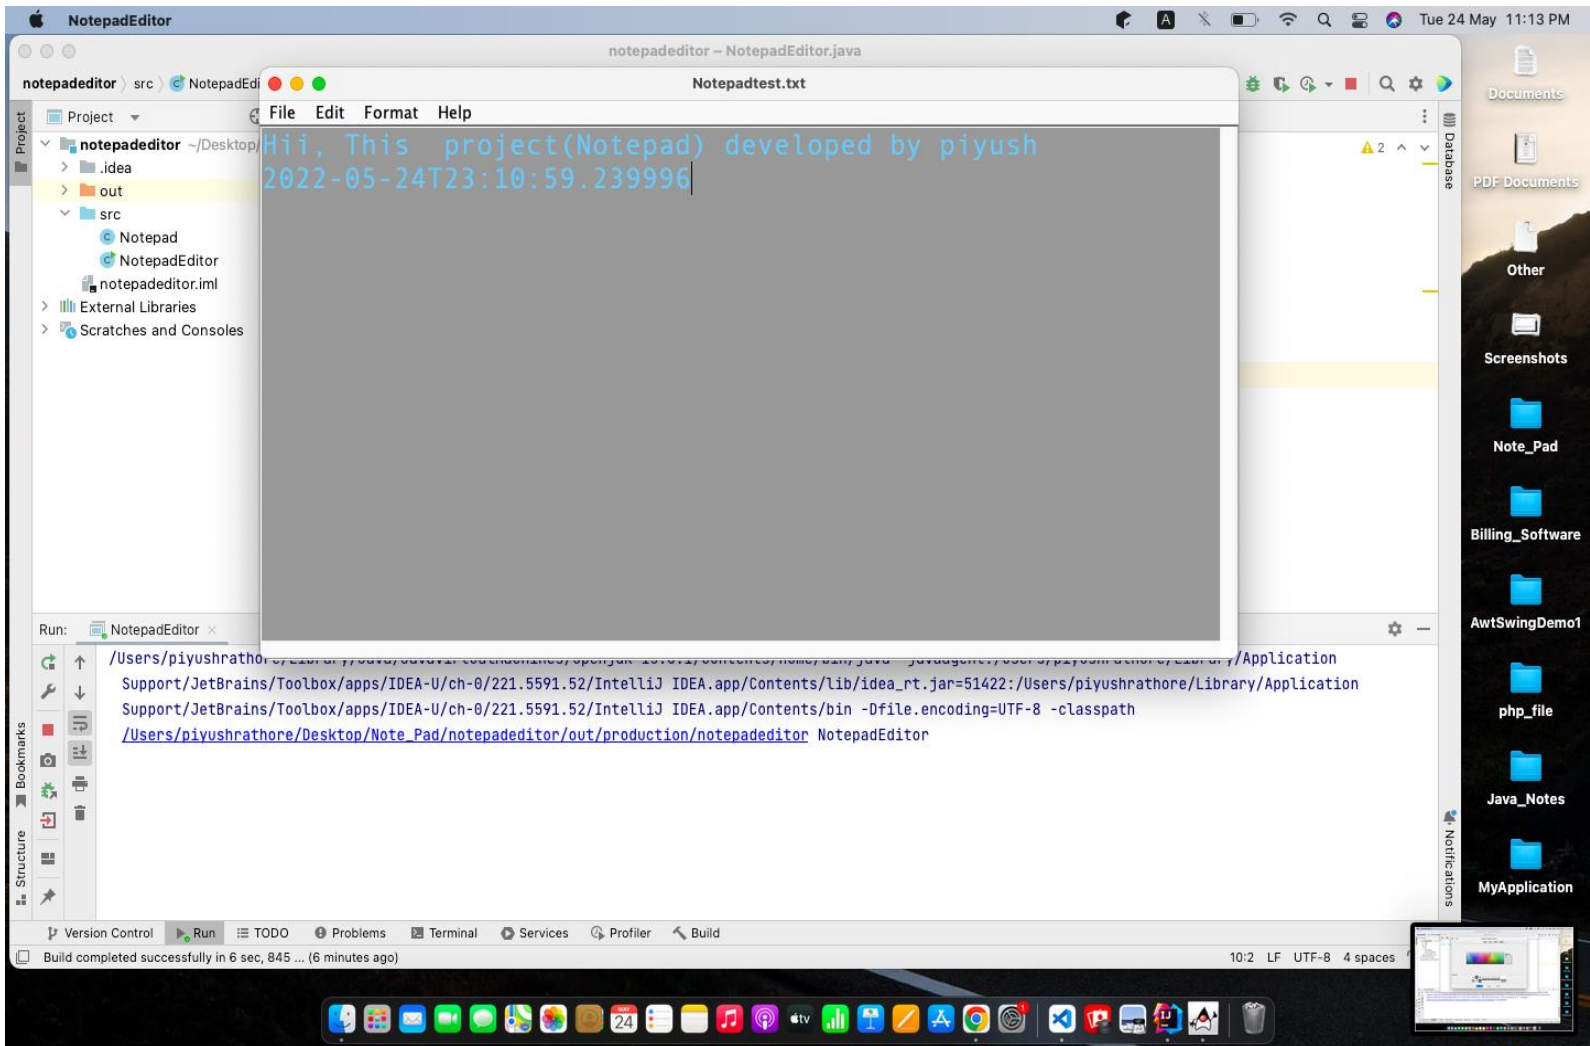 NotepadEditor
Tue 24 May 11:13 PM
notepadeditor – NotepadEditor.java
notepadeditor src NotepadEdi
Notepadtest.txt
Documents
Project
Project
File Edit Format Help
notepadeditor ~/Desktop/
Hii, This  project(Notepad) developed by piyush
2
Database
.idea
2022-05-24T23:10:59.239996
PDF Documents
out
src
Notepad
NotepadEditor
Other
notepadeditor.iml
External Libraries
Scratches and Consoles
Screenshots
Note_Pad
Billing_Software
AwtSwingDemo1
Run: NotepadEditor
/Users/piyushratho
/Application
Support/JetBrains/Toolbox/apps/IDEA-U/ch-0/221.5591.52/IntelliJ IDEA.app/Contents/lib/idea_rt.jar=51422:/Users/piyushrathore/Library/Application
Support/JetBrains/Toolbox/apps/IDEA-U/ch-0/221.5591.52/IntelliJ IDEA.app/Contents/bin -Dfile.encoding=UTF-8 -classpath
/Users/piyushrathore/Desktop/Note_Pad/notepadeditor/out/production/notepadeditor NotepadEditor
php_file
Bookmarks
Java_Notes
Structure
Notifications
MyApplication
Version Control Run TODO Problems Terminal Services Profiler Build
Build completed successfully in 6 sec, 845 ... (6 minutes ago)
10:2 LF UTF-8 4 spaces
MAY
24
tv